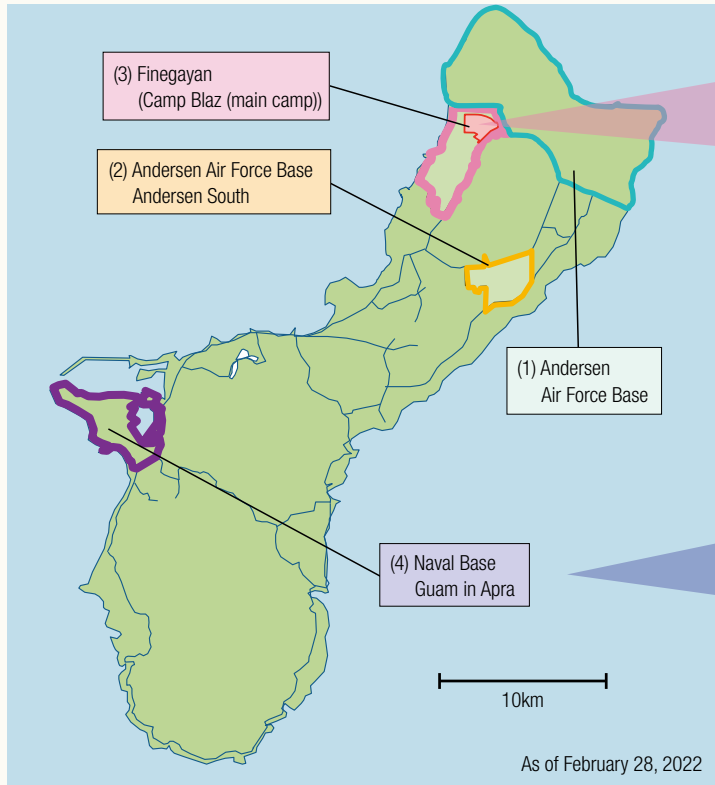 (3) Finegayan
(Camp Blaz (main camp))
(2) Andersen Air Force Base
Andersen South
(1) Andersen
Air Force Base
(4) Naval Base
Guam in Apra
10km
As of February 28, 2022